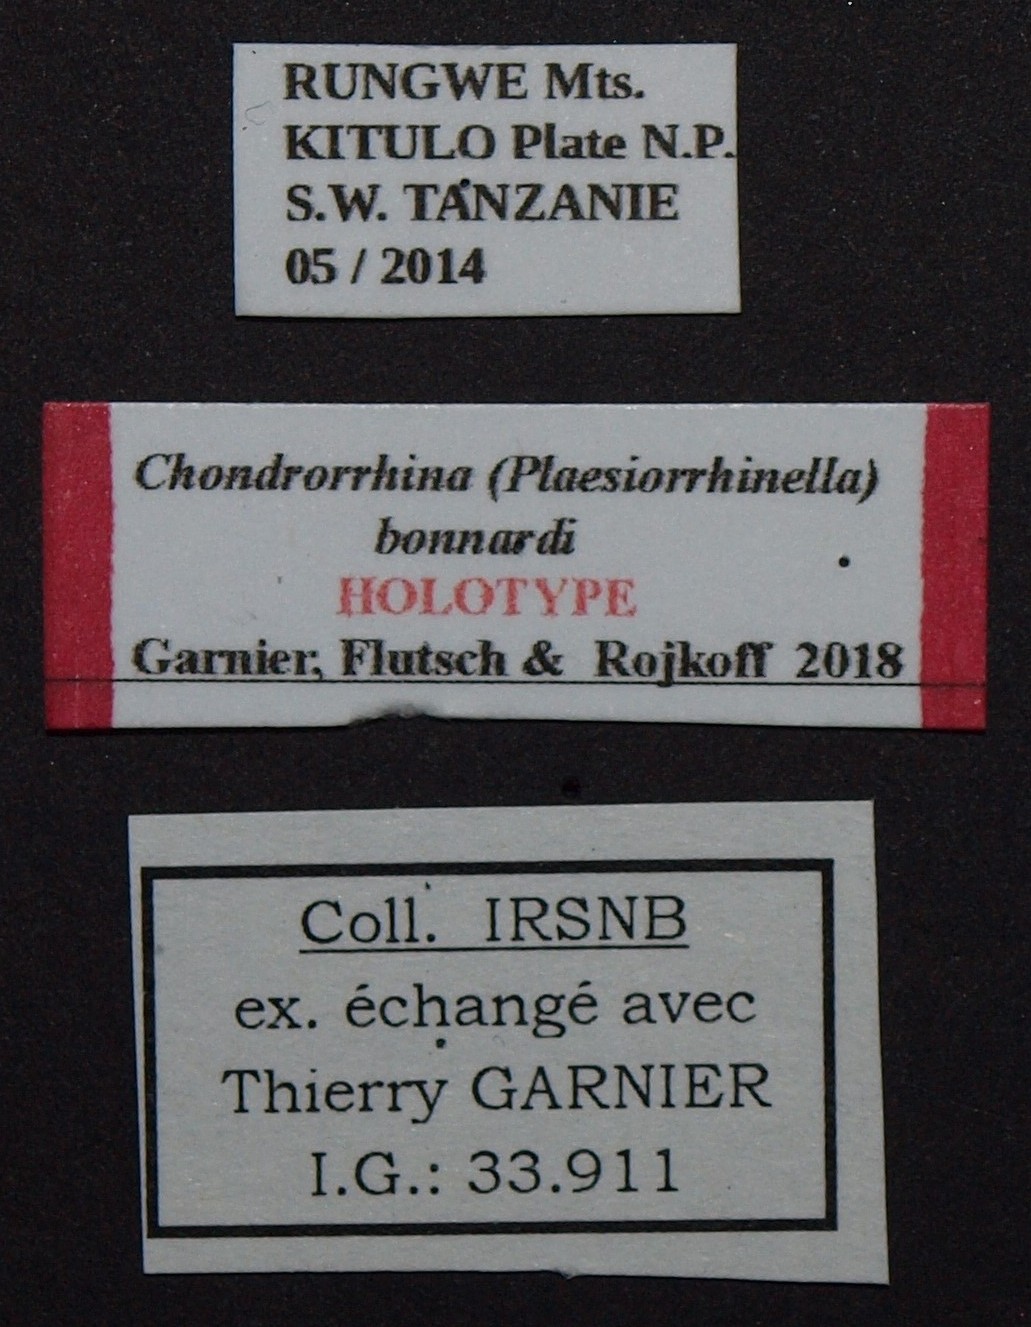 RUNGWE Mts.
KITULO Plate N.P.
S.W. TANZANIE
05 / 2014
Chondrorrhina (Plaesiorrhinella)
bonnardi
HOLOTYPE
Garnier, Flutsch & Rojkoff 2018
Coll. IRSNB
ex. échangé avec
Thierry GARNIER
I.G.: 33.911